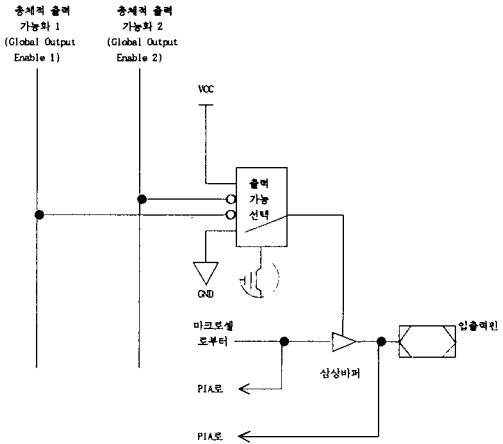 총체적 출력
가능화 1
(Global Output
Enable 1)
총체적 출력
가능화 2
(Global Output
Enable 2)
VCC
출력
가능
선택
GND
마크로셀
로부터
입출력핀
삼상바퍼
PIA로
PIA로